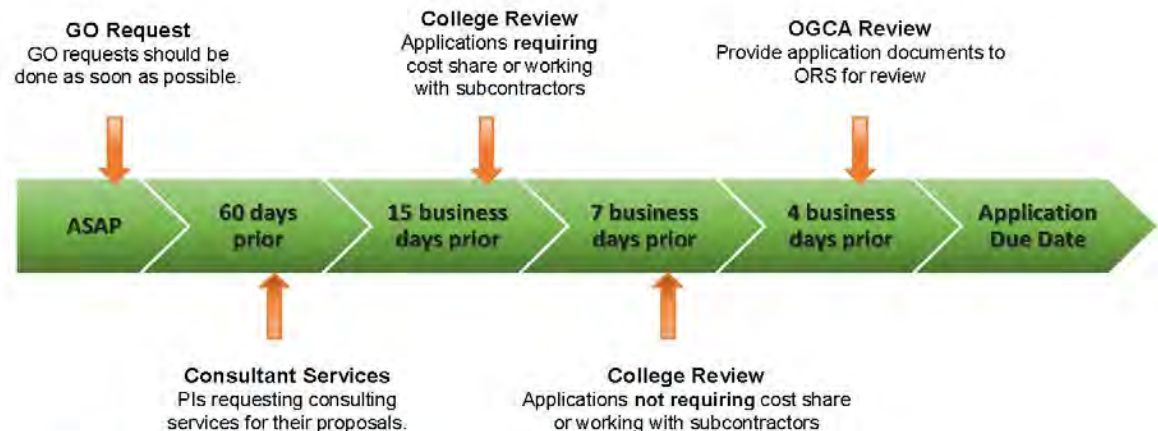 GO Request
GO requests should be
done as soon as possible.
College Review
Applications requiring
cost share or working
with subcontractors
OGCA Review
Provide application documents to
ORS for review
ASAP
60 days
prior
15 business
days prior
7 business
days prior
4 business
days prior
Application
Due Date
Consultant Services
PIs requesting consulting
services for their proposals.
College Review
Applications not requiring cost share
or working with subcontractors